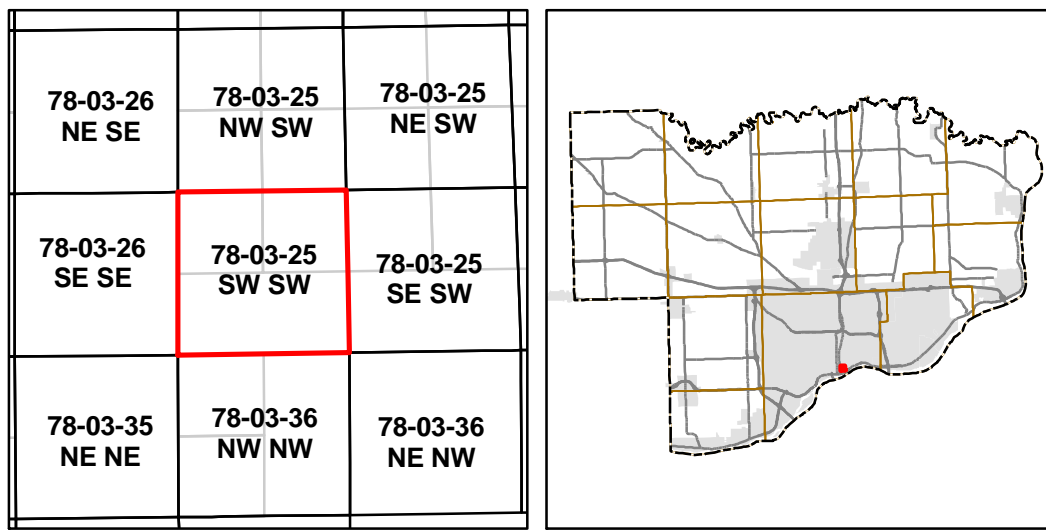 78-03-26
NE SE
78-03-25
NW SW
78-03-25
NE SW
78-03-26
SE SE
78-03-25
SW SW
78-03-25
SE SW
78-03-35
NE NE
78-03-36
NW NW
78-03-36
NE NW